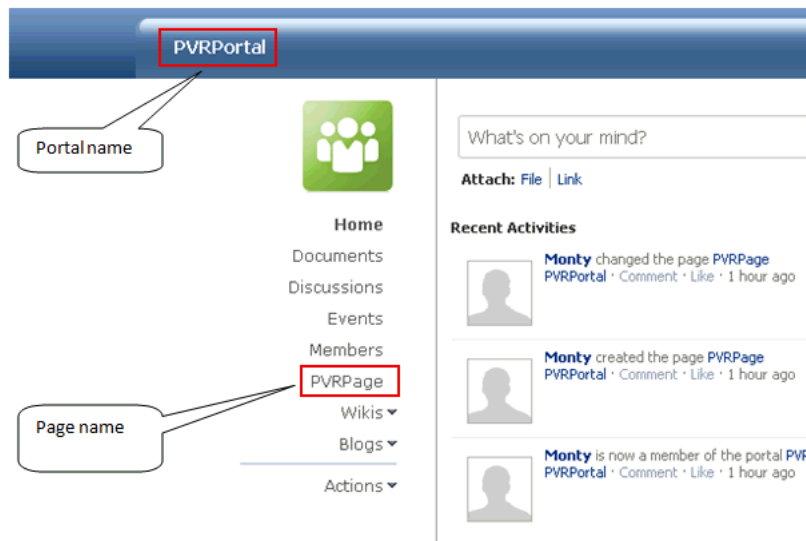 PVRPortal
Portal name
What's on your mind?
Attach: File | Link
Home
Documents
Discussions
Events
Members
PVRPage
Wikis
Blogs
Actions
Page name
Recent Activities
Monty changed the page PVRPage
PVRPortal · Comment · Like · 1 hour ago
Monty created the page PVRPage
PVRPortal · Comment · Like · 1 hour ago
Monty is now a member of the portal
PVRPortal · Comment · Like · 1 hour ago